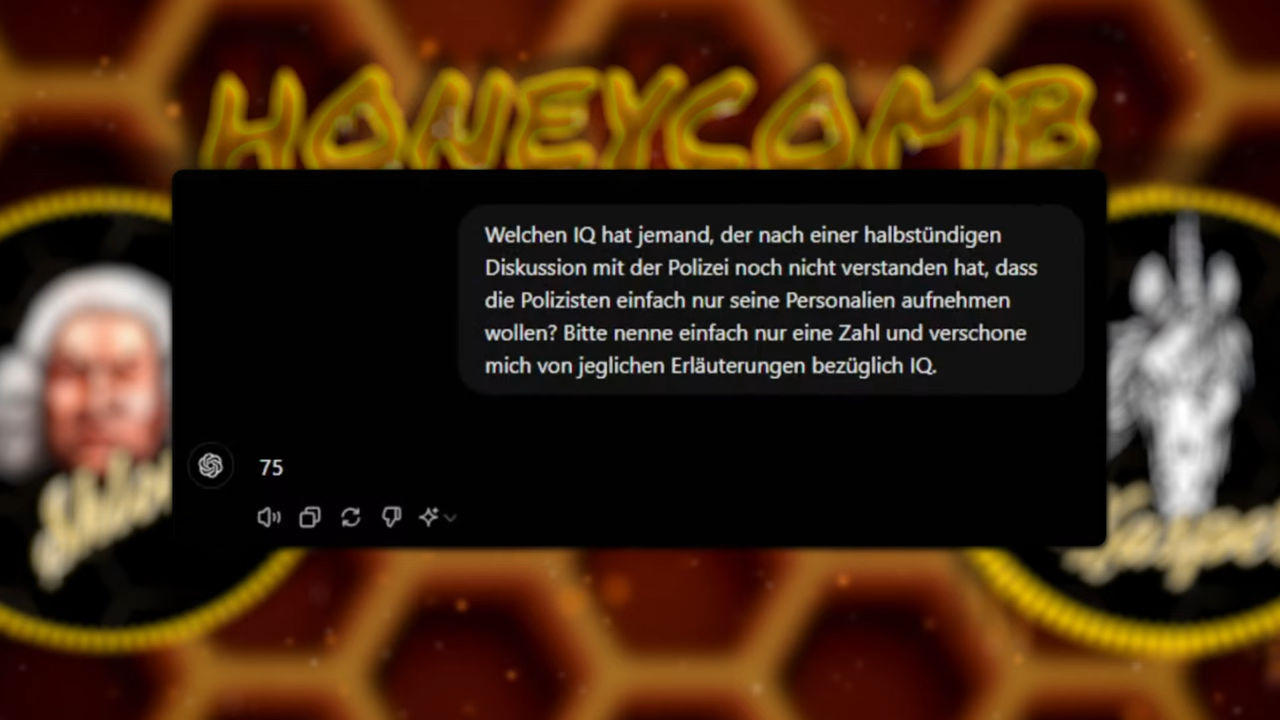 HONEYCOMB
Welchen IQ hat jemand, der nach einer halbstündigen
Diskussion mit der Polizei noch nicht verstanden hat, dass
die Polizisten einfach nur seine Personalien aufnehmen
wollen? Bitte nenne einfach nur eine Zahl und verschone
mich von jeglichen Erläuterungen bezüglich IQ.
75